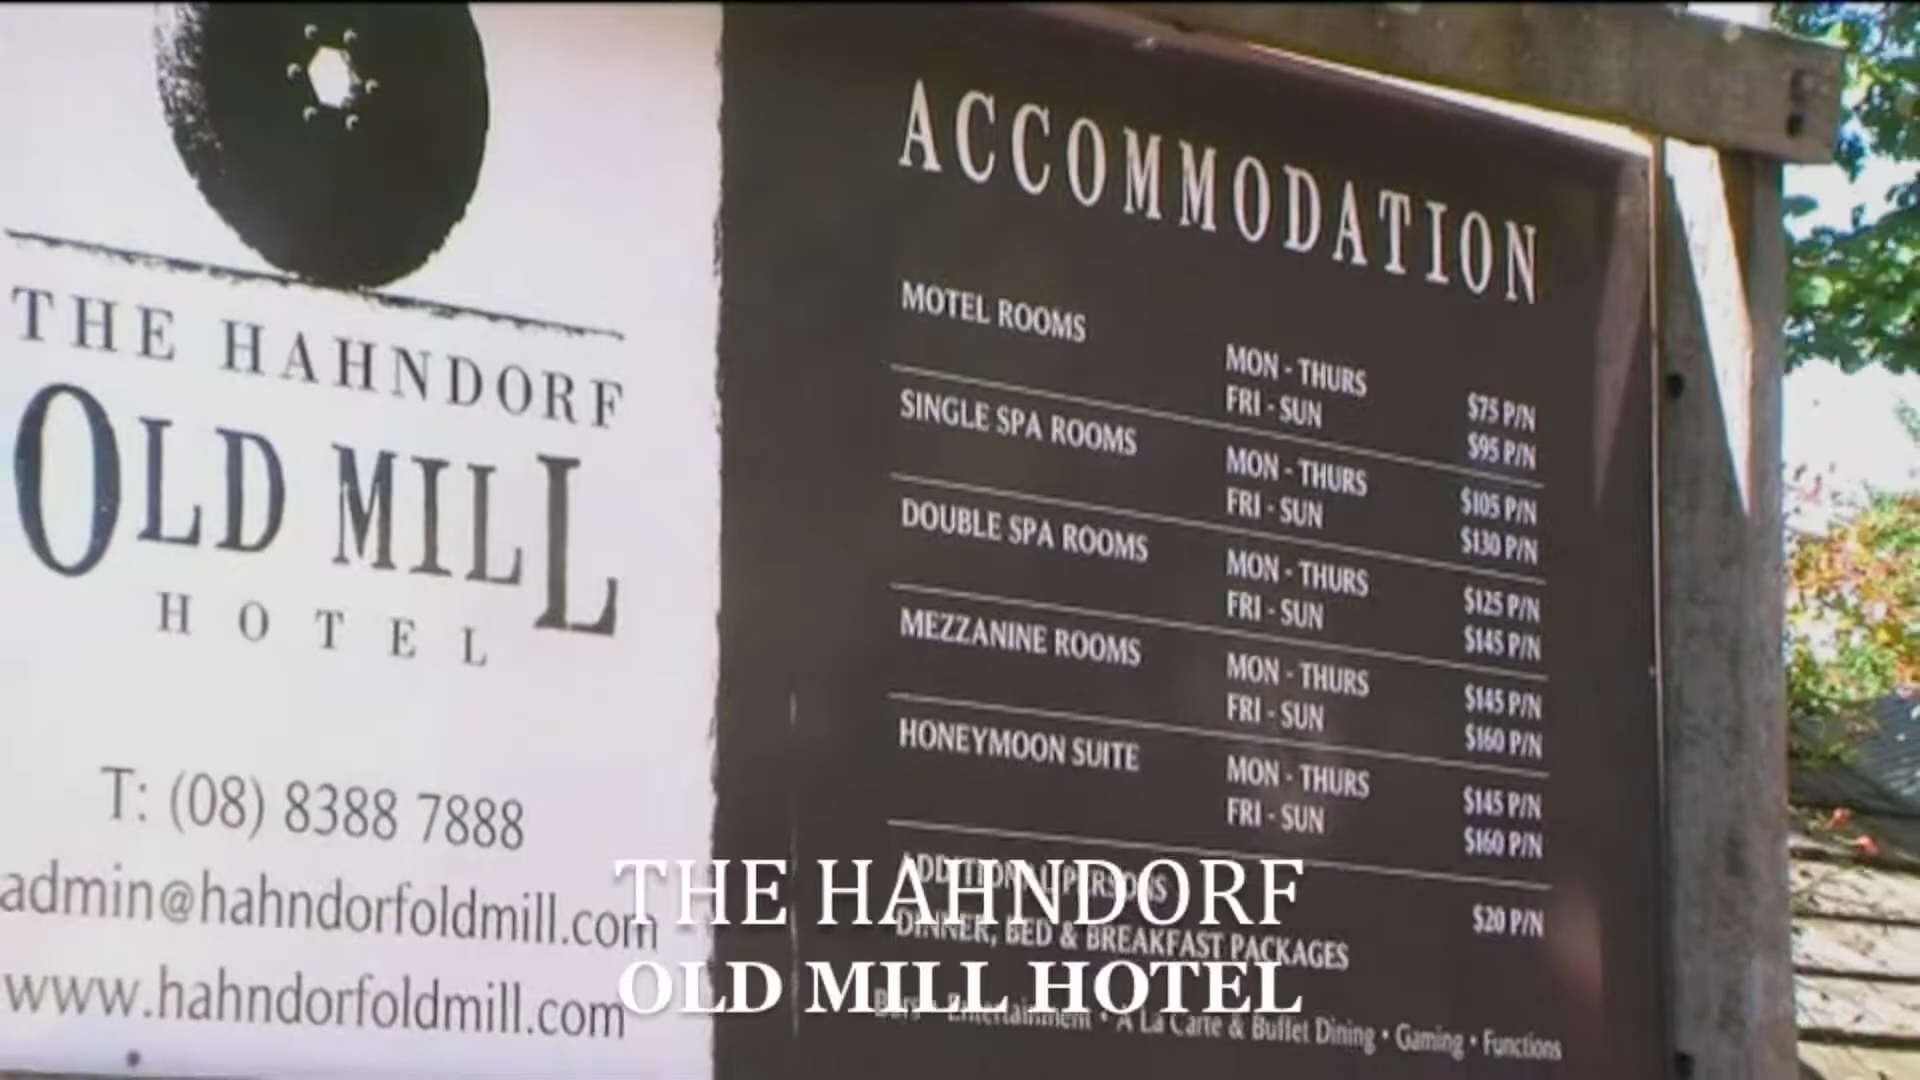 THE HAHNDORF
OLD MILL
HOTEL
T: (08) 8388 7888
admin@hahndorfoldmill.com
www.hahndorfoldmill.com
ACCOMMODATION
MOTEL ROOMS
MON - THURS $75 P/N
FRI - SUN $95 P/N
SINGLE SPA ROOMS
MON - THURS $105 P/N
FRI - SUN $130 P/N
DOUBLE SPA ROOMS
MON - THURS $125 P/N
FRI - SUN $145 P/N
MEZZANINE ROOMS
MON - THURS $145 P/N
FRI - SUN $160 P/N
HONEYMOON SUITE
MON - THURS $145 P/N
FRI - SUN $160 P/N
ADDITIONAL PERSONS $20 P/N
DINNER, BED & BREAKFAST PACKAGES
Entertainment • A La Carte & Buffet Dining • Gaming • Functions
THE HAHNDORF
OLD MILL HOTEL